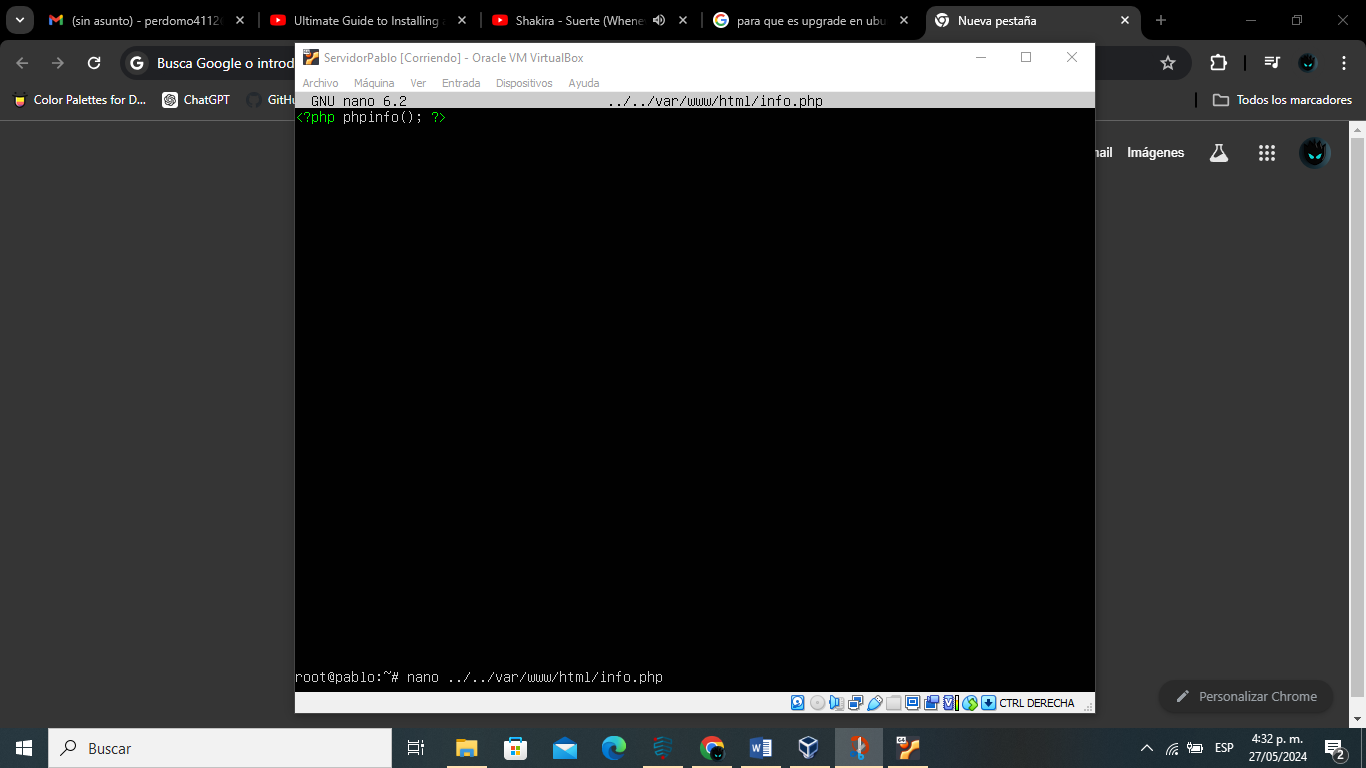 (sin asunto) - perdomo4112
Ultimate Guide to Installing
Shakira - Suerte (Whene
para que es upgrade en ubu
Nueva pestaña
Busca Google o introd
Color Palettes for D...
ChatGPT
GitHu
Todos los marcadores
ServidorPablo [Corriendo] - Oracle VM VirtualBox
Archivo Máquina Ver Entrada Dispositivos Ayuda
GNU nano 6.2 ../../var/www/html/info.php
<?php phpinfo(); ?>
mail
Imágenes
root@pablo:~# nano ../../var/www/html/info.php
CTRL DERECHA
Personalizar Chrome
Buscar
ESP
4:32 p. m.
27/05/2024
2